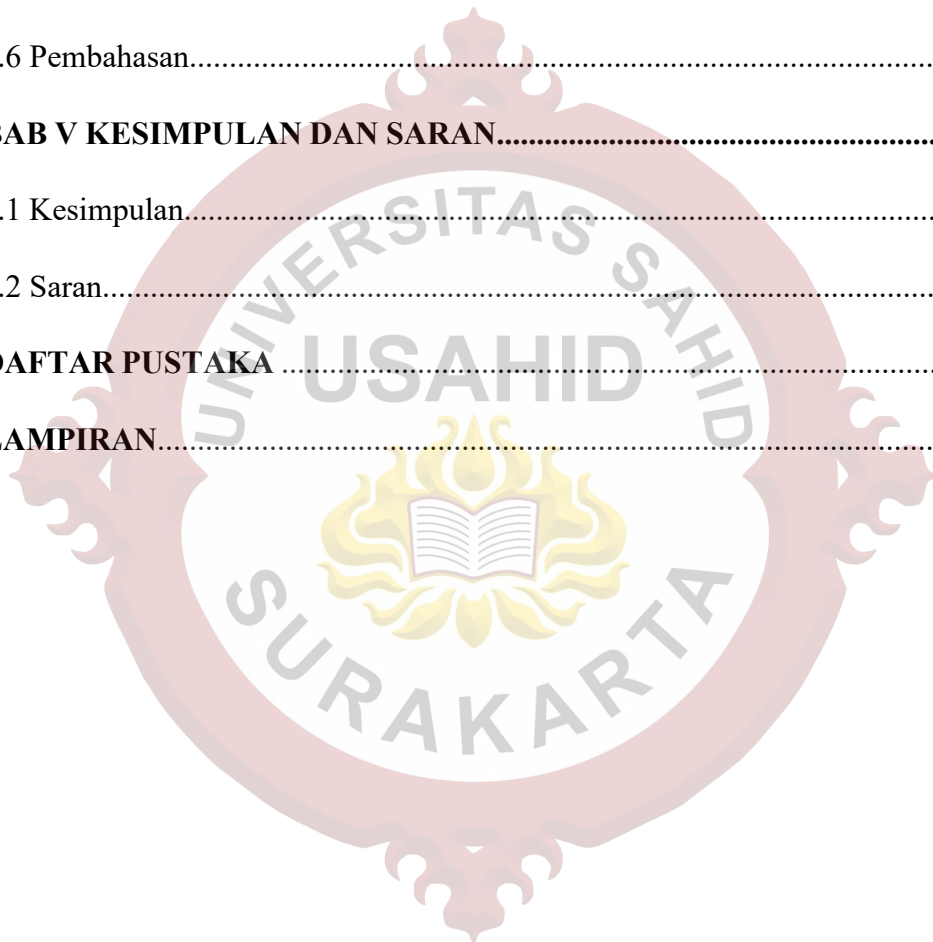 .6 Pembahasan..........................................................................................
BAB V KESIMPULAN DAN SARAN.......................................................
.1 Kesimpulan...........................................................................................
.2 Saran......................................................................................................
DAFTAR PUSTAKA ................................................................................
LAMPIRAN................................................................................................
UNIVERSITAS SAHID
USAHID
SURAKARTA